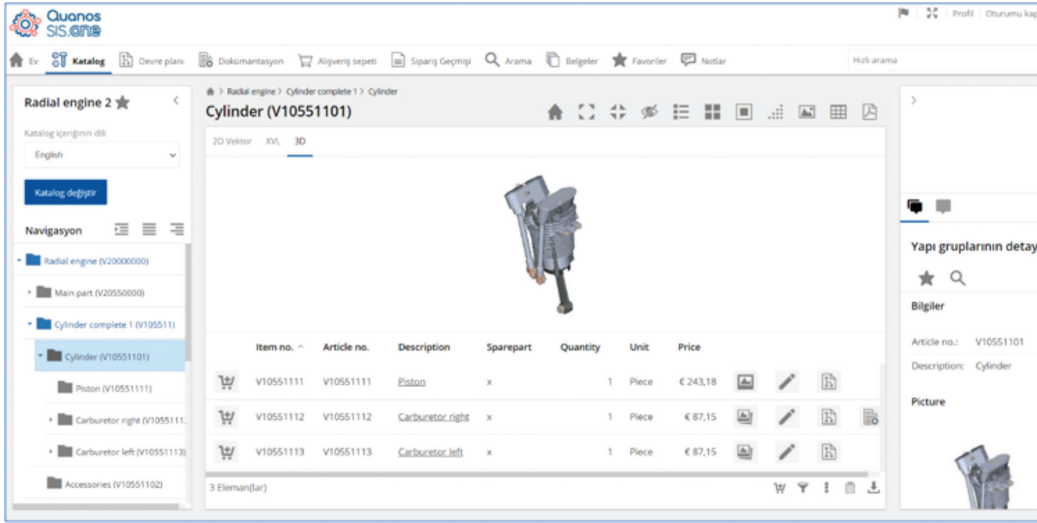 Quanos
SIS.one
Profil Oturumu kap
Ev Katalog Devre planı Dokümantasyon Alışveriş sepeti Sipariş Geçmişi Arama Belgeler Favoriler Notlar Hızlı arama
Radial engine 2
Katalog içeriğinin dili
English
Katalog değiştir
Navigasyon
Radial engine (V20000000)
Main part (V20550000)
Cylinder complete 1 (V105511)
Cylinder (V10551101)
Piston (V10551111)
Carburetor right (V1055111
Carburetor left (V10551113)
Accessories (V10551102)
> Radial engine > Cylinder complete 1 > Cylinder
Cylinder (V10551101)
2D Vektor XVL 3D
Item no. Article no. Description Sparepart Quantity Unit Price
V10551111 V10551111 Piston x 1 Piece € 243,18
V10551112 V10551112 Carburetor right x 1 Piece € 87,15
V10551113 V10551113 Carburetor left x 1 Piece € 87,15
3 Eleman(lar)
Yapı gruplarının detay
Bilgiler
Article no.: V10551101
Description: Cylinder
Picture